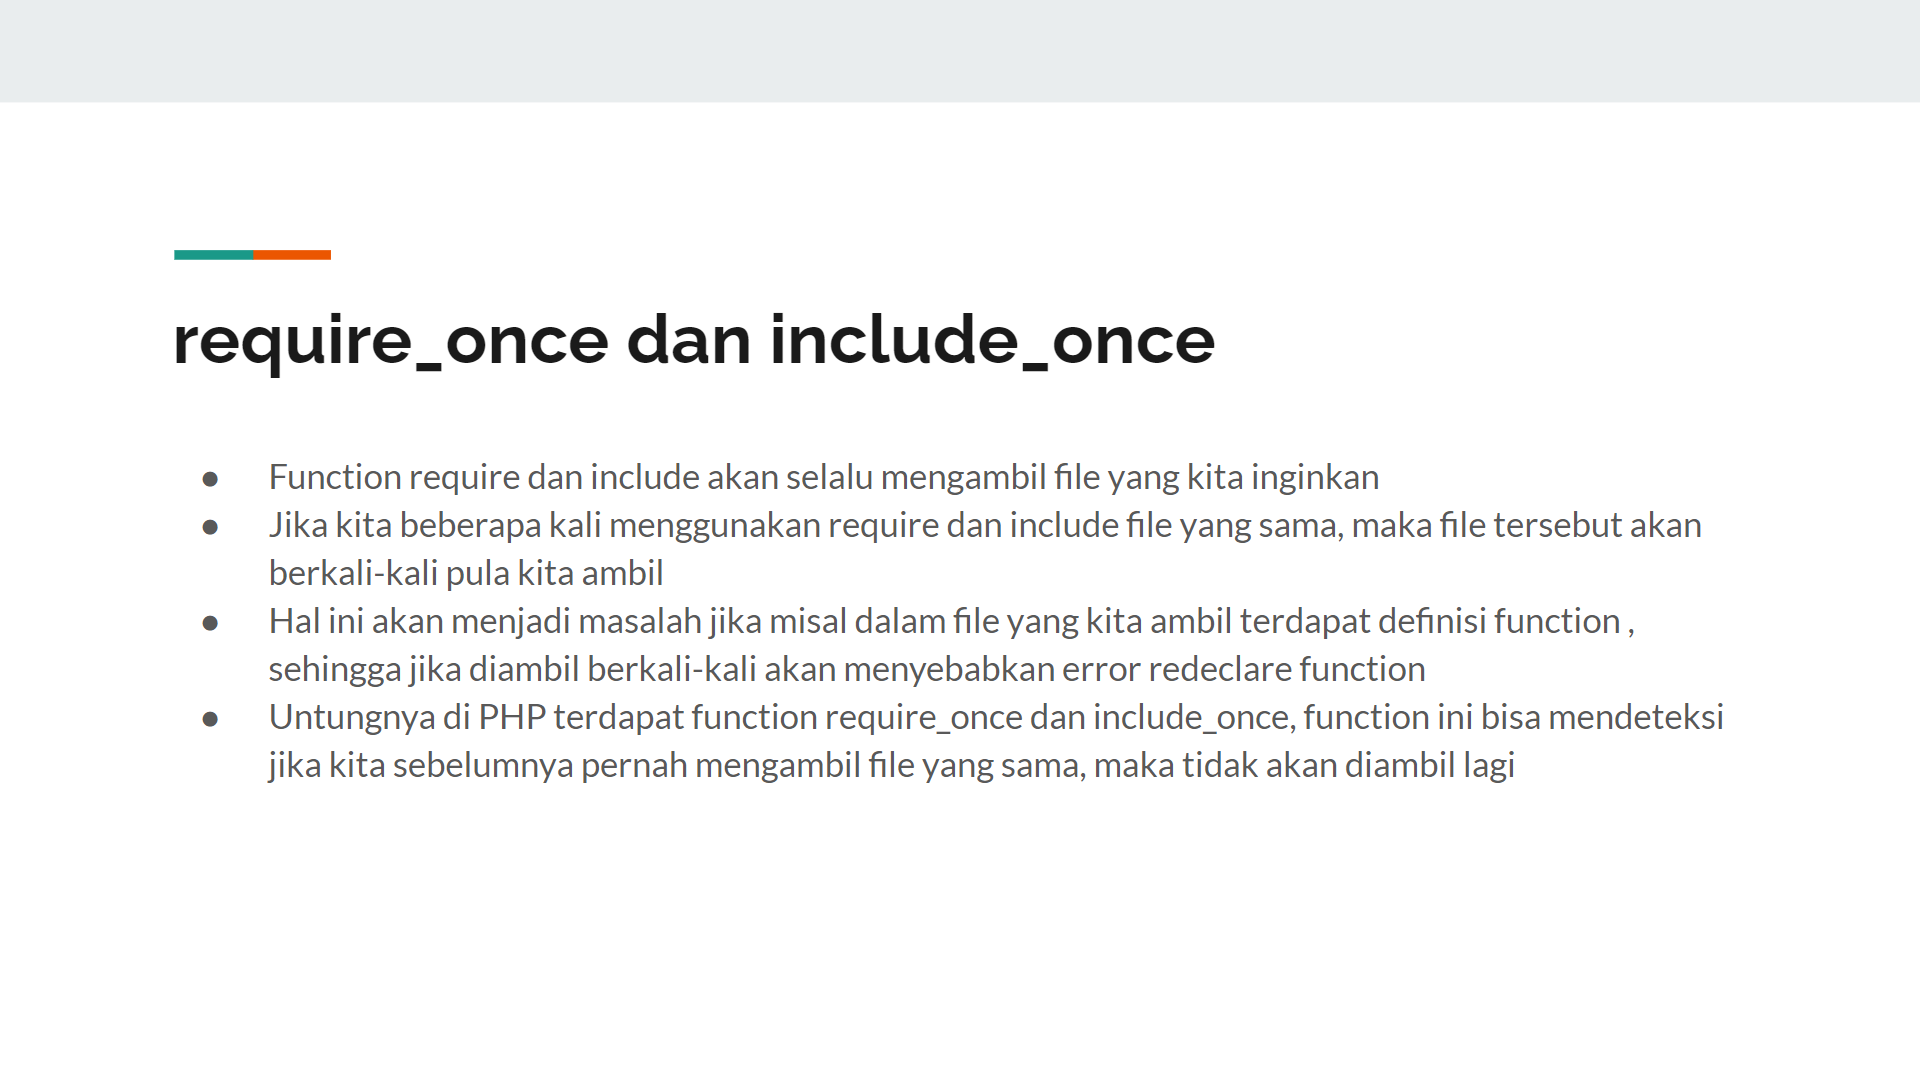 require_once dan include_once
● Function require dan include akan selalu mengambil file yang kita inginkan
● Jika kita beberapa kali menggunakan require dan include file yang sama, maka file tersebut akan
berkali-kali pula kita ambil
● Hal ini akan menjadi masalah jika misal dalam file yang kita ambil terdapat definisi function ,
sehingga jika diambil berkali-kali akan menyebabkan error redeclare function
● Untungnya di PHP terdapat function require_once dan include_once, function ini bisa mendeteksi
jika kita sebelumnya pernah mengambil file yang sama, maka tidak akan diambil lagi